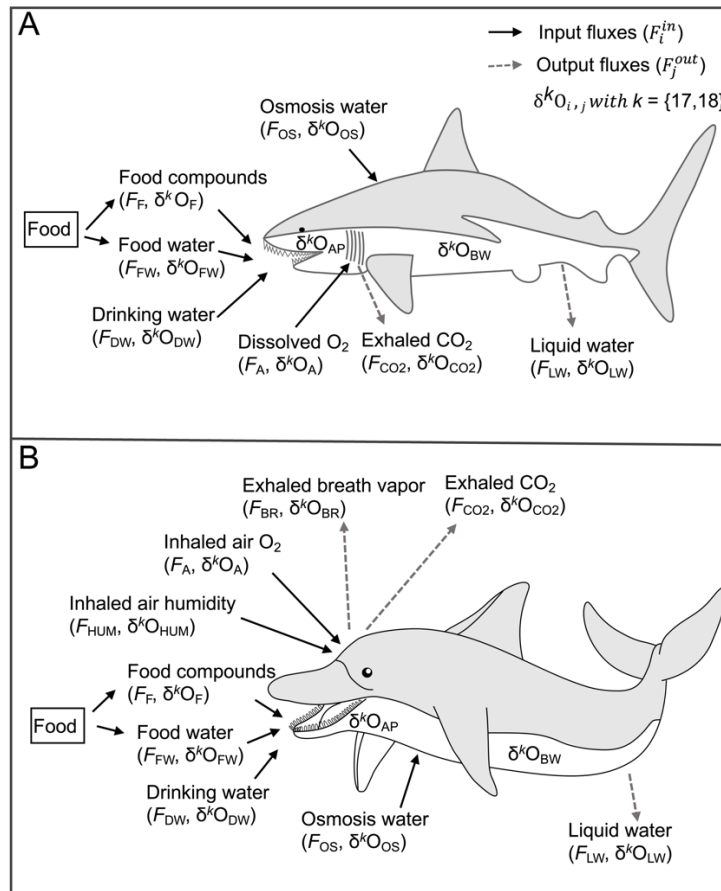 A
Input fluxes (F_i^in)
Output fluxes (F_j^out)
δ^kO_i,j with k = {17,18}
Osmosis water
(F_OS, δ^kO_OS)
Food compounds
(F_F, δ^kO_F)
Food
Food water
(F_FW, δ^kO_FW)
Drinking water
(F_DW, δ^kO_DW)
δ^kO_AP
δ^kO_BW
Dissolved O_2
(F_A, δ^kO_A)
Exhaled CO_2
(F_CO2, δ^kO_CO2)
Liquid water
(F_LW, δ^kO_LW)
B
Exhaled breath vapor
(F_BR, δ^kO_BR)
Exhaled CO_2
(F_CO2, δ^kO_CO2)
Inhaled air O_2
(F_A, δ^kO_A)
Inhaled air humidity
(F_HUM, δ^kO_HUM)
Food compounds
(F_F, δ^kO_F)
Food
Food water
(F_FW, δ^kO_FW)
Drinking water
(F_DW, δ^kO_DW)
δ^kO_AP
δ^kO_BW
Osmosis water
(F_OS, δ^kO_OS)
Liquid water
(F_LW, δ^kO_LW)